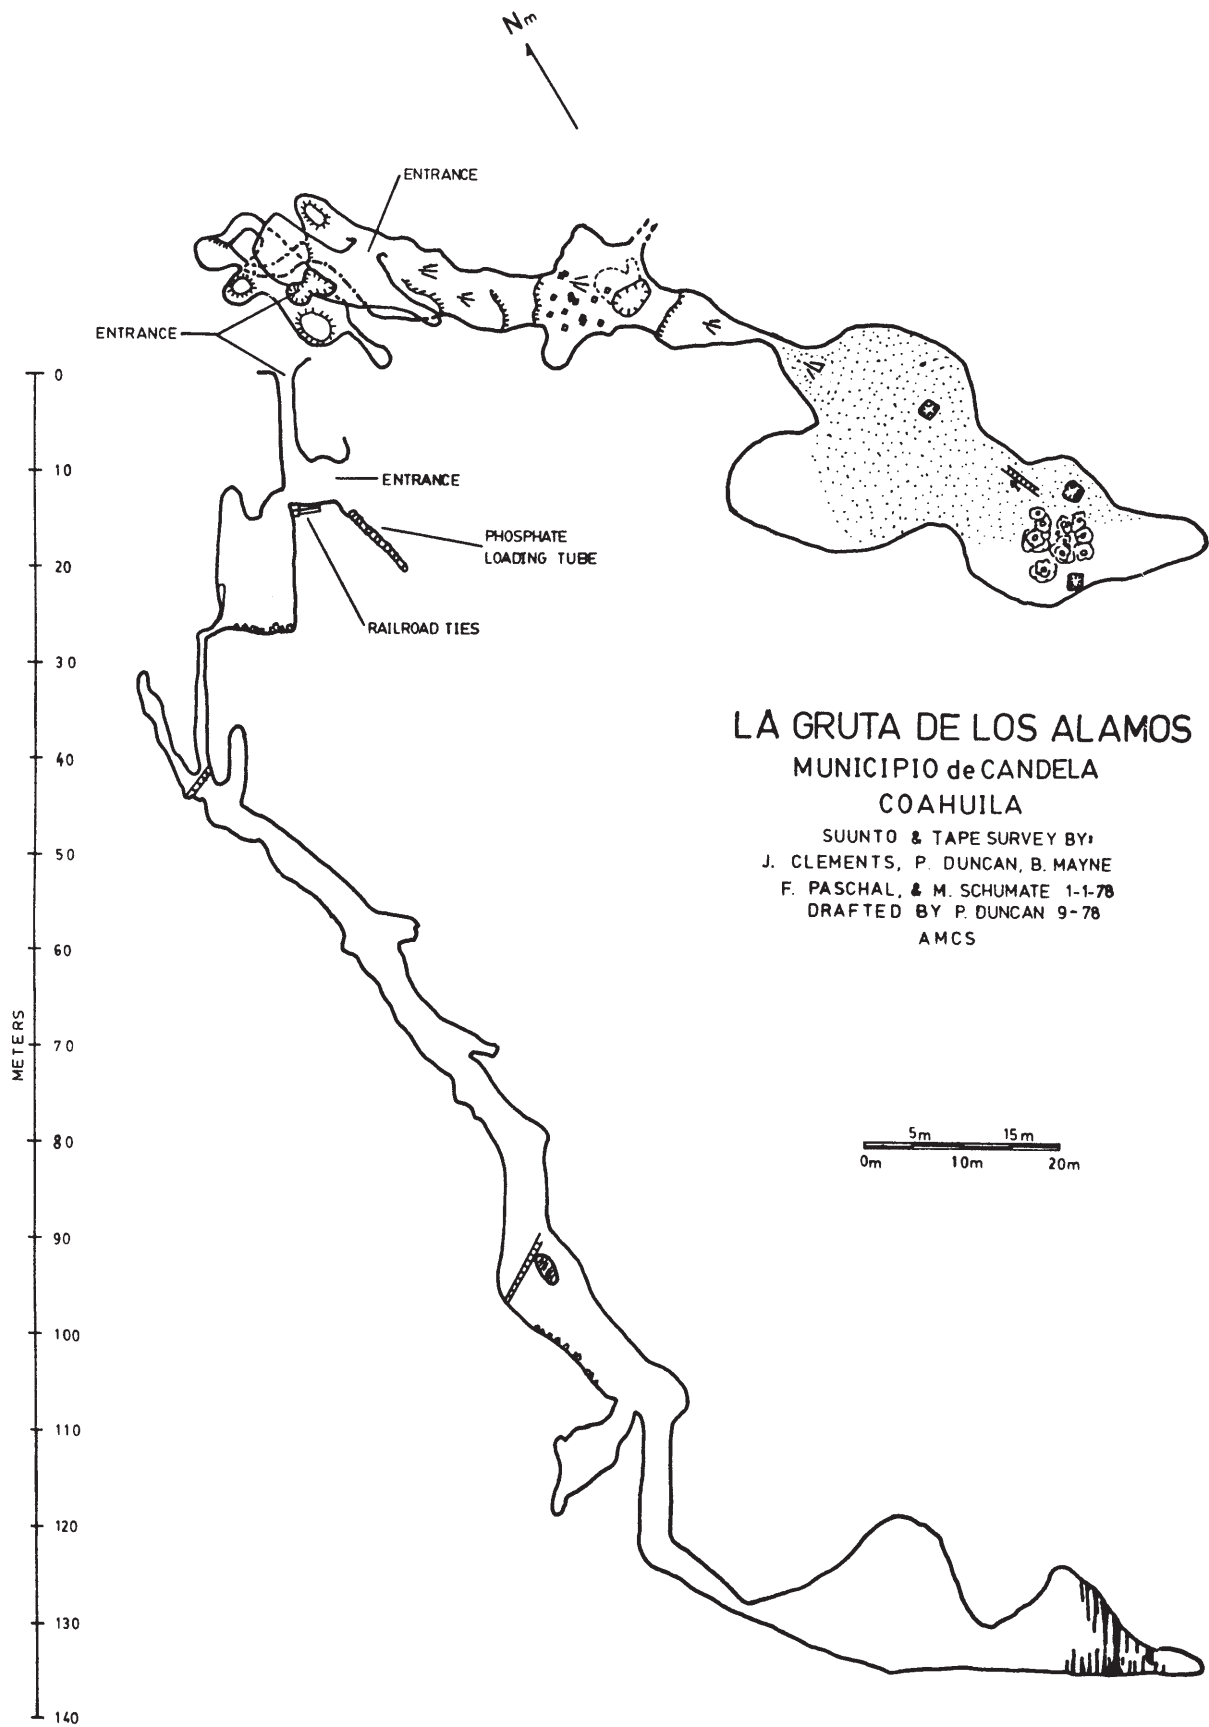 Nm
ENTRANCE
ENTRANCE
ENTRANCE
PHOSPHATE
LOADING TUBE
RAILROAD TIES
0
10
20
30
40
50
60
70
80
90
100
110
120
130
140
METERS
LA GRUTA DE LOS ALAMOS
MUNICIPIO de CANDELA
COAHUILA
SUUNTO & TAPE SURVEY BY:
J. CLEMENTS, P. DUNCAN, B. MAYNE
F. PASCHAL, & M. SCHUMATE 1-1-78
DRAFTED BY P. DUNCAN 9-78
AMCS
5m 15m
0m 10m 20m